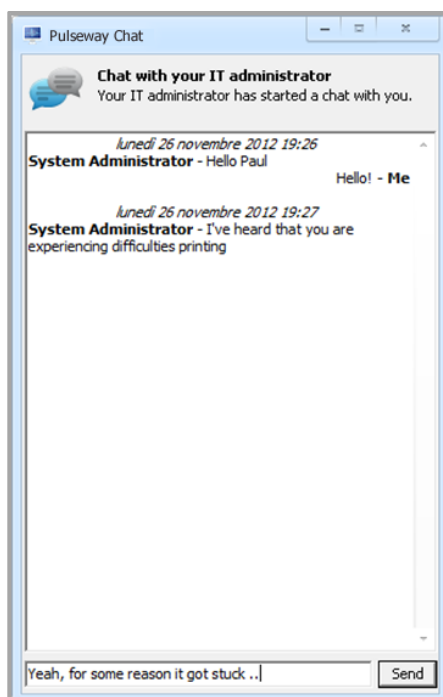 Pulseway Chat
Chat with your IT administrator
Your IT administrator has started a chat with you.
lunedì 26 novembre 2012 19:26
System Administrator - Hello Paul
Hello! - Me
lunedì 26 novembre 2012 19:27
System Administrator - I've heard that you are
experiencing difficulties printing
Yeah, for some reason it got stuck ..
Send